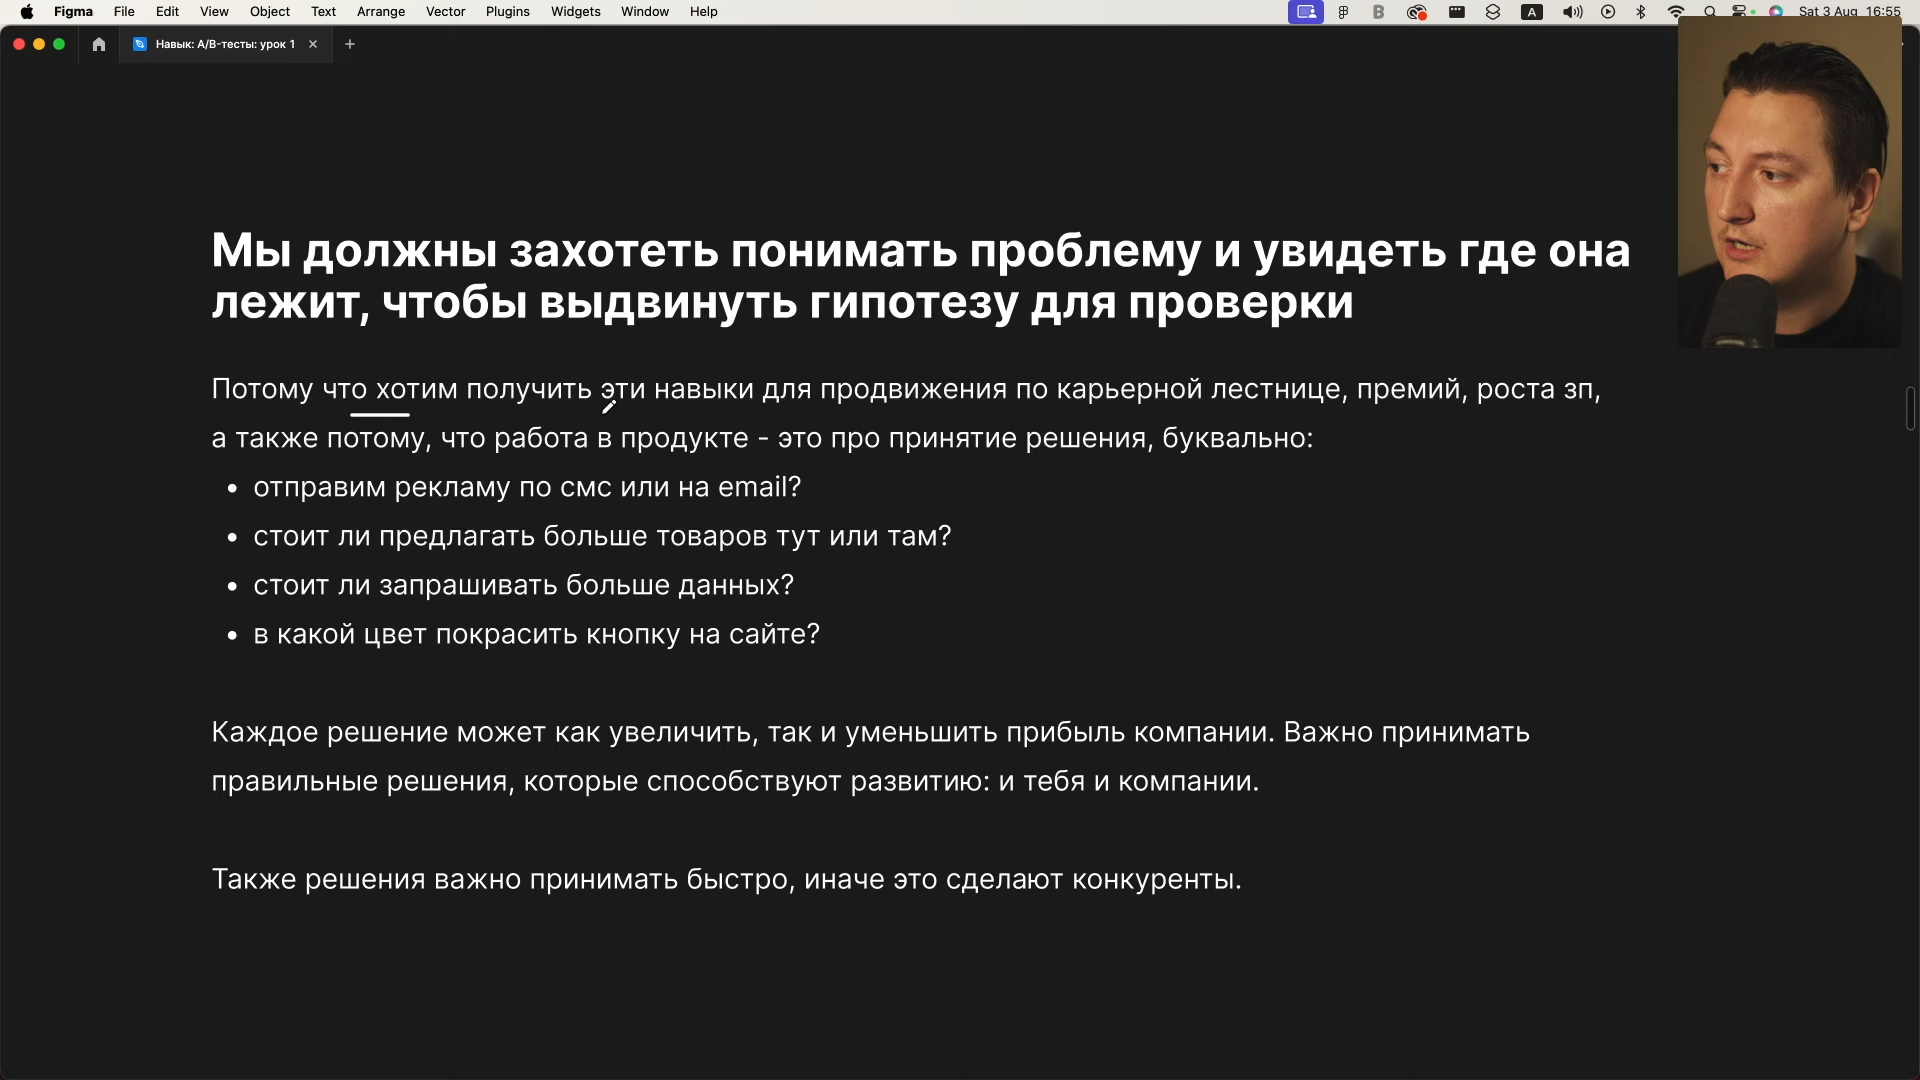 Figma File Edit View Object Text Arrange Vector Plugins Widgets Window Help A Sat 3 Aug 16:55
Навык: A/B-тесты: урок 1
Мы должны захотеть понимать проблему и увидеть где она
лежит, чтобы выдвинуть гипотезу для проверки
Потому что хотим получить эти навыки для продвижения по карьерной лестнице, премий, роста зп,
а также потому, что работа в продукте - это про принятие решения, буквально:
• отправим рекламу по смс или на email?
• стоит ли предлагать больше товаров тут или там?
• стоит ли запрашивать больше данных?
• в какой цвет покрасить кнопку на сайте?
Каждое решение может как увеличить, так и уменьшить прибыль компании. Важно принимать
правильные решения, которые способствуют развитию: и тебя и компании.
Также решения важно принимать быстро, иначе это сделают конкуренты.